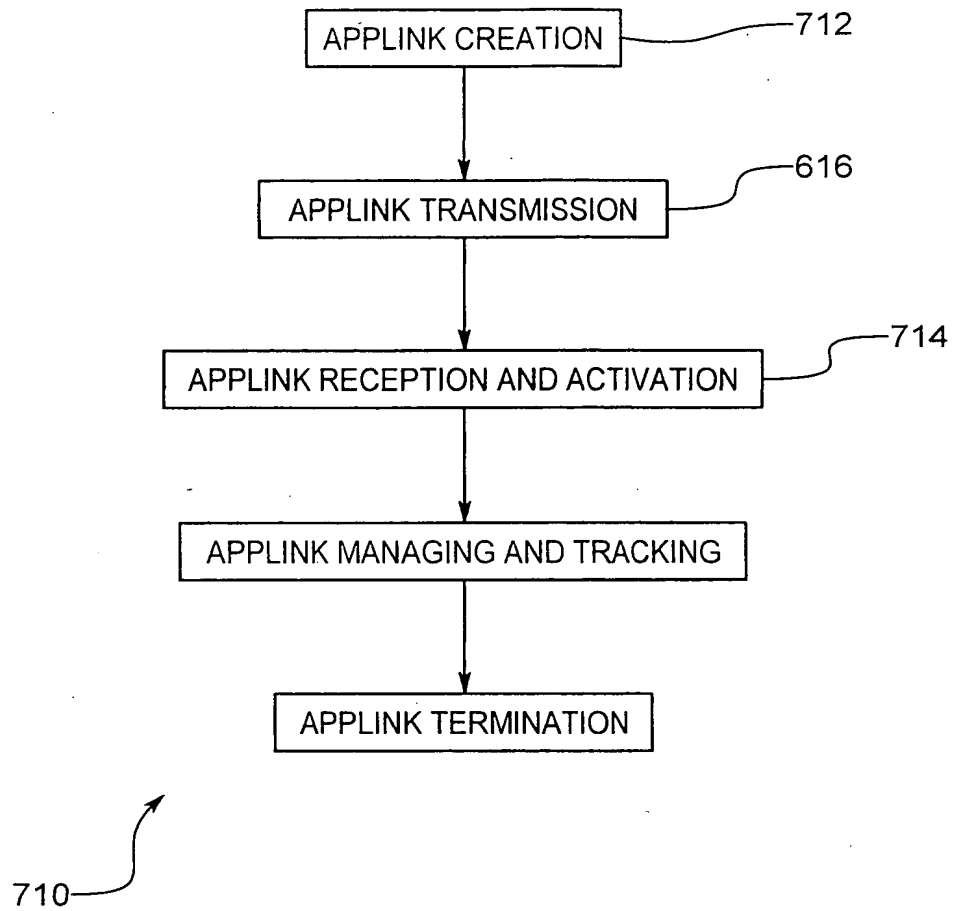 APPLINK CREATION
712
APPLINK TRANSMISSION
616
APPLINK RECEPTION AND ACTIVATION
714
APPLINK MANAGING AND TRACKING
APPLINK TERMINATION
710